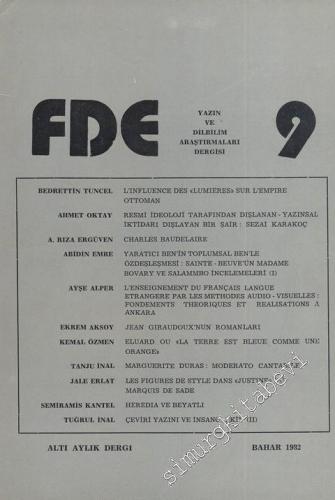 FDE
YAZIN
VE
DİLBİLİM
ARAŞTIRMALARI
DERGİSİ
9
BEDRETTIN TUNCEL L'INFLUENCE DES «LUMIERES» SUR L'EMPIRE
OTTOMAN
AHMET OKTAY RESMİ İDEOLOJİ TARAFINDAN DIŞLANAN - YAZINSAL
İKTİDARI DIŞLAYAN BİR ŞAİR : SEZAİ KARAKOÇ
A. RIZA ERGÜVEN CHARLES BAUDELAIRE
ABİDİN EMRE YARATICI BEN'İN TOPLUMSAL BEN'LE
ÖZDEŞLEŞMESİ : SAINTE - BEUVE'ÜN MADAME
BOVARY VE SALAMMBO İNCELEMELERİ (I)
AYŞE ALPER L'ENSEIGNEMENT DU FRANÇAIS LANGUE
ETRANGERE PAR LES METHODES AUDIO - VISUELLES :
FONDEMENTS THEORIQUES ET REALISATIONS A
ANKARA
EKREM AKSOY JEAN GIRAUDOUX'NUN ROMANLARI
KEMAL ÖZMEN ELUARD OU «LA TERRE EST BLEUE COMME UNE
ORANGE»
TANJU İNAL MARGUERITE DURAS : MODERATO CANTABILE
JALE ERLAT LES FIGURES DE STYLE DANS «JUSTINE»
MARQUIS DE SADE
SEMİRAMİS KANTEL HEREDIA VE BEYATLI
TUĞRUL İNAL ÇEVİRİ YAZINI VE İNSAN (II)
ALTI AYLIK DERGİ BAHAR 1982
simurgkitabevi.com